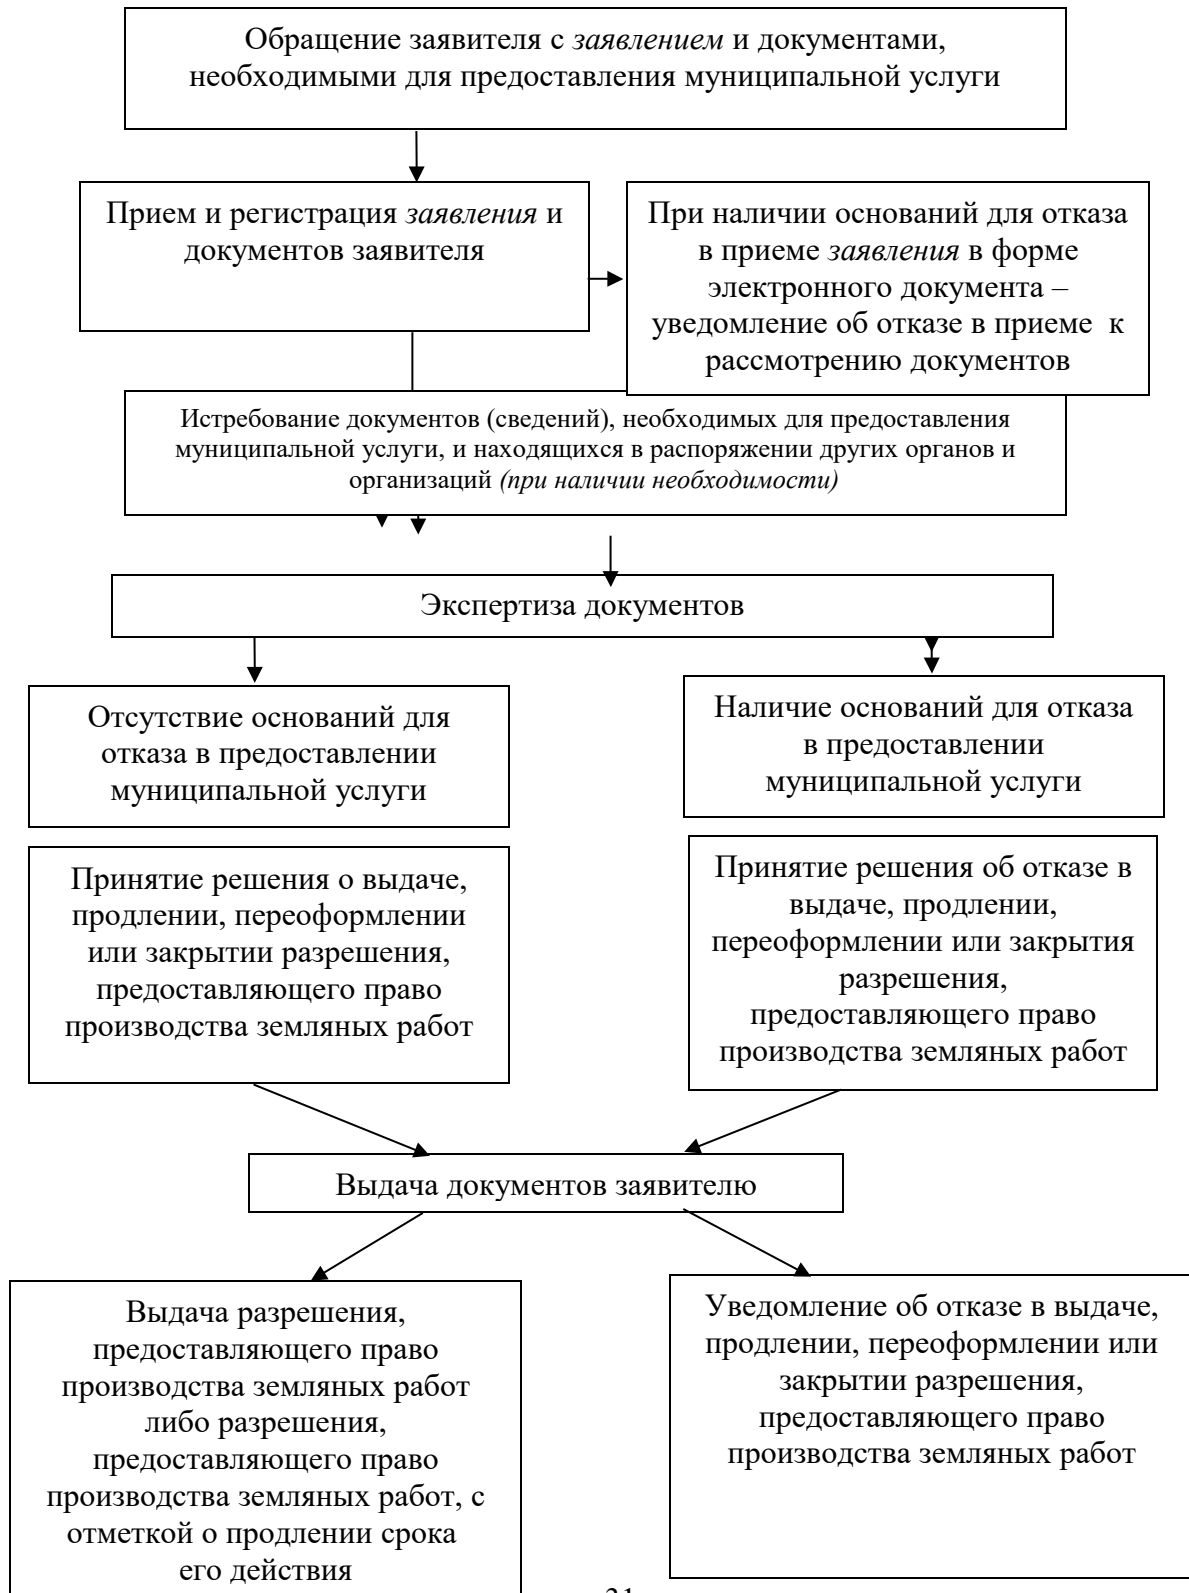 Обращение заявителя с заявлением и документами,
необходимыми для предоставления муниципальной услуги
Прием и регистрация заявления и
документов заявителя
При наличии оснований для отказа
в приеме заявления в форме
электронного документа –
уведомление об отказе в приеме  к
рассмотрению документов
Истребование документов (сведений), необходимых для предоставления
муниципальной услуги, и находящихся в распоряжении других органов и
организаций (при наличии необходимости)
Экспертиза документов
Отсутствие оснований для
отказа в предоставлении
муниципальной услуги
Наличие оснований для отказа
в предоставлении
муниципальной услуги
Принятие решения о выдаче,
продлении, переоформлении
или закрытии разрешения,
предоставляющего право
производства земляных работ
Принятие решения об отказе в
выдаче, продлении,
переоформлении или закрытия
разрешения,
предоставляющего право
производства земляных работ
Выдача документов заявителю
Выдача разрешения,
предоставляющего право
производства земляных работ
либо разрешения,
предоставляющего право
производства земляных работ, с
отметкой о продлении срока
его действия
Уведомление об отказе в выдаче,
продлении, переоформлении или
закрытии разрешения,
предоставляющего право
производства земляных работ